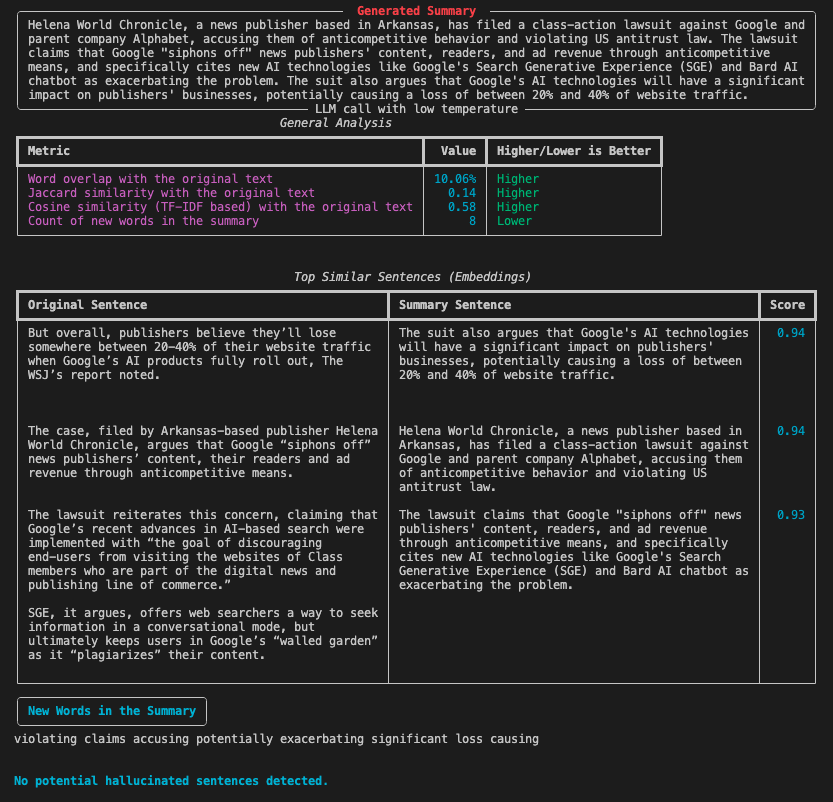 Generated Summary
Helena World Chronicle, a news publisher based in Arkansas, has filed a class-action lawsuit against Google and
parent company Alphabet, accusing them of anticompetitive behavior and violating US antitrust law. The lawsuit
claims that Google "siphons off" news publishers' content, readers, and ad revenue through anticompetitive
means, and specifically cites new AI technologies like Google's Search Generative Experience (SGE) and Bard AI
chatbot as exacerbating the problem. The suit also argues that Google's AI technologies will have a significant
impact on publishers' businesses, potentially causing a loss of between 20% and 40% of website traffic.
LLM call with low temperature
General Analysis
Metric Value Higher/Lower is Better
Word overlap with the original text 10.06% Higher
Jaccard similarity with the original text 0.14 Higher
Cosine similarity (TF-IDF based) with the original text 0.58 Higher
Count of new words in the summary 8 Lower
Top Similar Sentences (Embeddings)
Original Sentence Summary Sentence Score
But overall, publishers believe they’ll lose
somewhere between 20-40% of their website traffic
when Google’s AI products fully roll out, The
WSJ’s report noted.
The suit also argues that Google's AI technologies
will have a significant impact on publishers'
businesses, potentially causing a loss of between
20% and 40% of website traffic.
0.94
The case, filed by Arkansas-based publisher Helena
World Chronicle, argues that Google “siphons off”
news publishers’ content, their readers and ad
revenue through anticompetitive means.
Helena World Chronicle, a news publisher based in
Arkansas, has filed a class-action lawsuit against
Google and parent company Alphabet, accusing them
of anticompetitive behavior and violating US
antitrust law.
0.94
The lawsuit reiterates this concern, claiming that
Google’s recent advances in AI-based search were
implemented with “the goal of discouraging
end-users from visiting the websites of Class
members who are part of the digital news and
publishing line of commerce.”
SGE, it argues, offers web searchers a way to seek
information in a conversational mode, but
ultimately keeps users in Google’s “walled garden”
as it “plagiarizes” their content.
The lawsuit claims that Google "siphons off" news
publishers' content, readers, and ad revenue
through anticompetitive means, and specifically
cites new AI technologies like Google's Search
Generative Experience (SGE) and Bard AI chatbot as
exacerbating the problem.
0.93
New Words in the Summary
violating claims accusing potentially exacerbating significant loss causing
No potential hallucinated sentences detected.